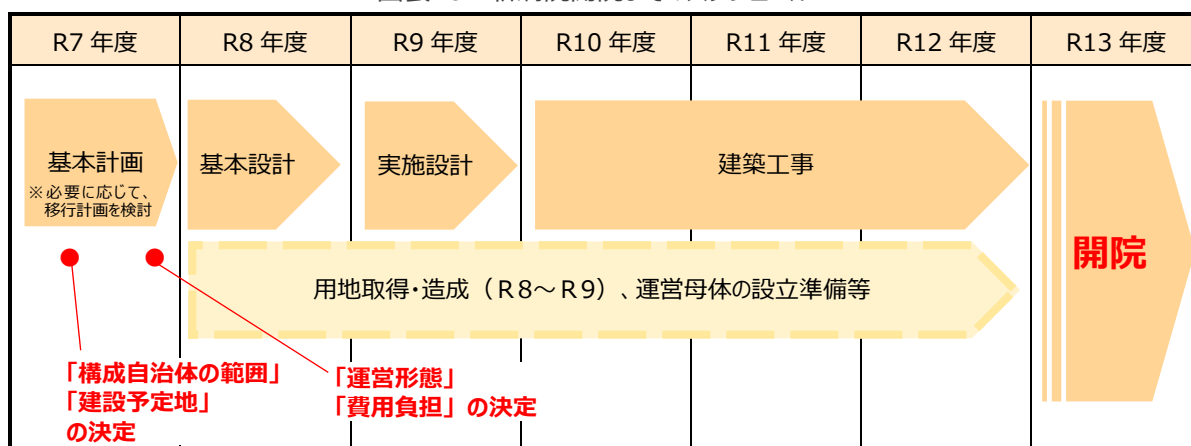 R7 年度
R8 年度
R9 年度
R10 年度
R11 年度
R12 年度
R13 年度
基本計画
※必要に応じて、
移行計画を検討
基本設計
実施設計
建築工事
開院
用地取得・造成（R8～R9）、運営母体の設立準備等
「構成自治体の範囲」
「建設予定地」
の決定
「運営形態」
「費用負担」の決定